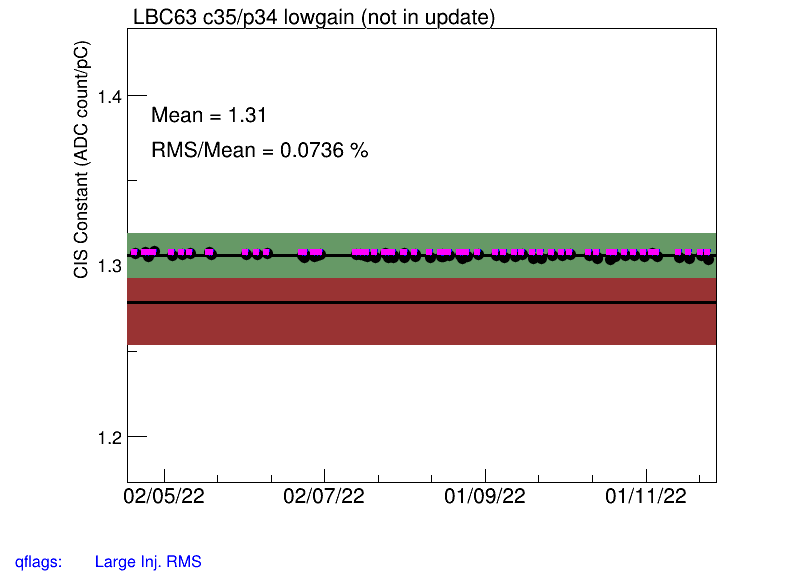 LBC63 c35/p34 lowgain (not in update)
CIS Constant (ADC count/pC)
1.4
Mean = 1.31
RMS/Mean = 0.0736 %
1.3
1.2
02/05/22 02/07/22 01/09/22 01/11/22
qflags: Large Inj. RMS